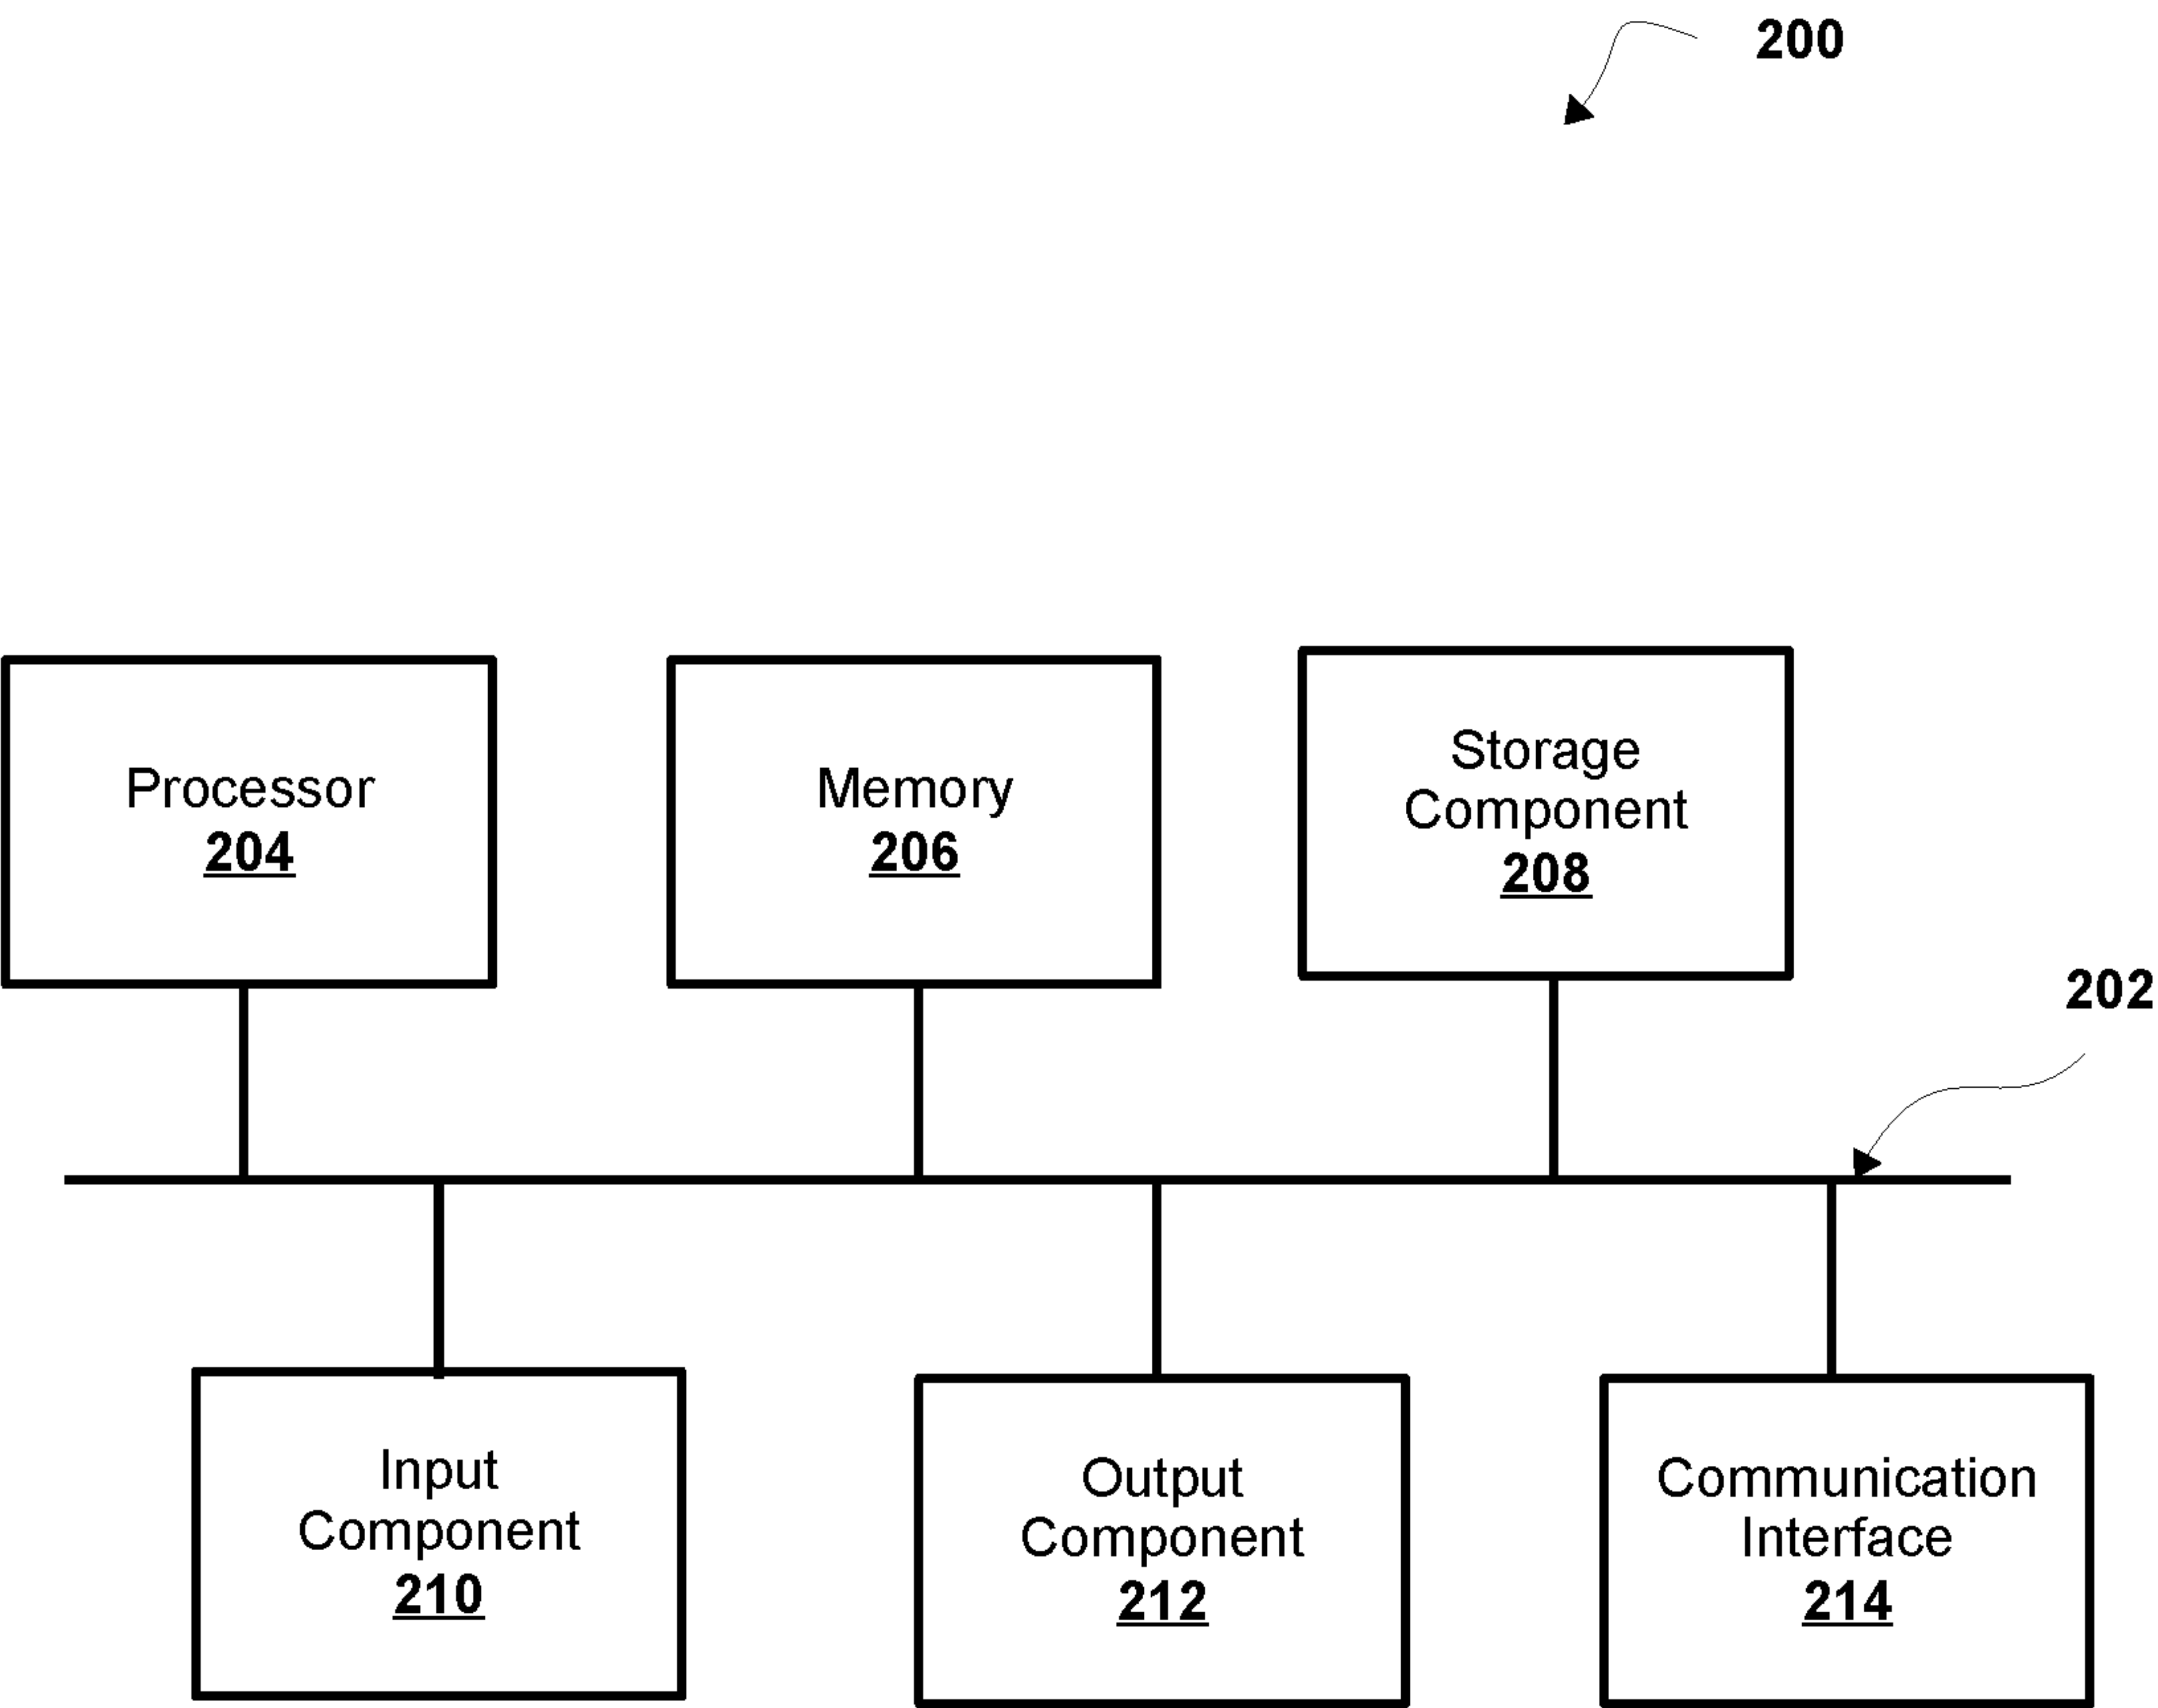 200
Processor
204
Memory
206
Storage
Component
208
202
Input
Component
210
Output
Component
212
Communication
Interface
214